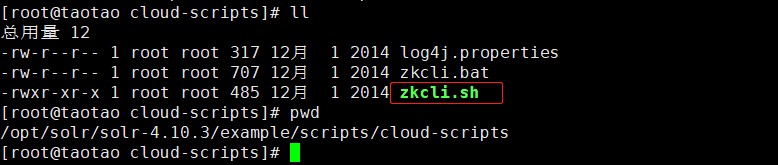 [root@taotao cloud-scripts]# ll
总用量 12
-rw-r--r-- 1 root root 317 12月  1 2014 log4j.properties
-rw-r--r-- 1 root root 707 12月  1 2014 zkcli.bat
-rwxr-xr-x 1 root root 485 12月  1 2014 zkcli.sh
[root@taotao cloud-scripts]# pwd
/opt/solr/solr-4.10.3/example/scripts/cloud-scripts
[root@taotao cloud-scripts]#